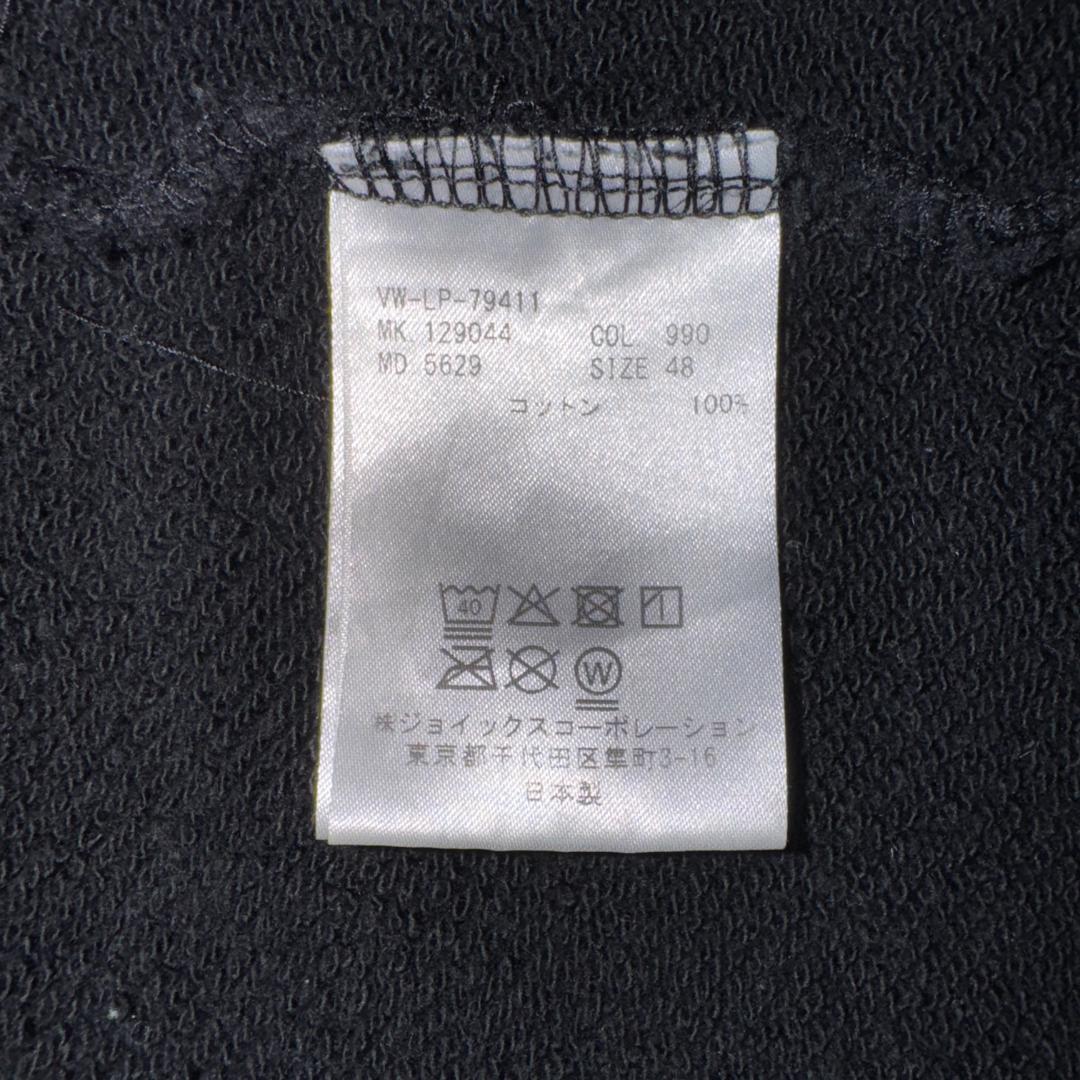 VW-LP-79411
MK 129044 COL 990
MD 5629 SIZE 48
コットン 100%
40
W
㈱ジョイックスコーポレーション
東京都千代田区隼町3-16
日本製